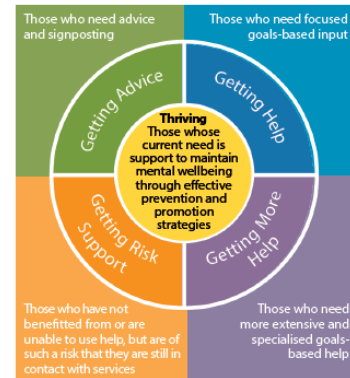 Those who need advice
and signposting
Those who need focused
goals-based input
Getting Advice
Getting Help
Thriving
Those whose
current need is
support to maintain
mental wellbeing
through effective
prevention and
promotion
strategies
Getting Risk
Support
Getting More
Help
Those who have not
benefitted from or are
unable to use help, but are of
such a risk that they are still in
contact with services
Those who need
more extensive and
specialised goals-
based help